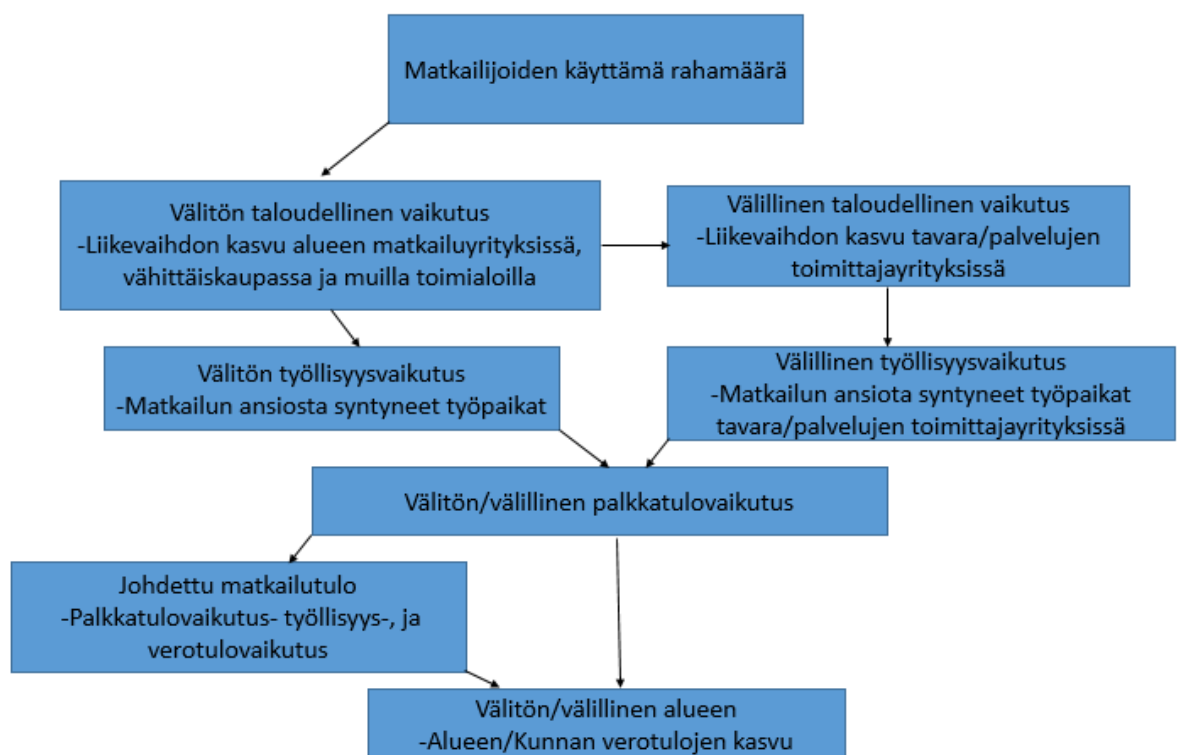 Matkailijoiden käyttämä rahamäärä
Välitön taloudellinen vaikutus
-Liikevaihdon kasvu alueen matkailuyrityksissä,
vähittäiskaupassa ja muilla toimialoilla
Välillinen taloudellinen vaikutus
-Liikevaihdon kasvu tavara/palvelujen
toimittajayrityksissä
Välitön työllisyysvaikutus
-Matkailun ansiosta syntyneet työpaikat
Välillinen työllisyysvaikutus
-Matkailun ansiota syntyneet työpaikat
tavara/palvelujen toimittajayrityksissä
Välitön/välillinen palkkatulovaikutus
Johdettu matkailutulo
-Palkkatulovaikutus- työllisyys-, ja
verotulovaikutus
Välitön/välillinen alueen
-Alueen/Kunnan verotulojen kasvu